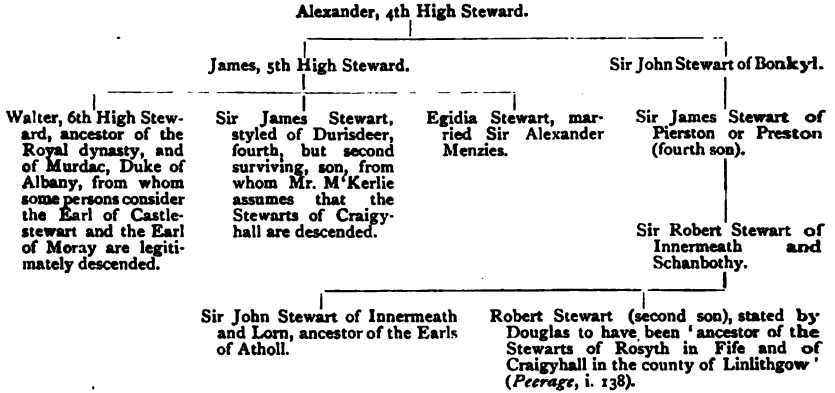 Alexander, 4th High Steward.
James, 5th High Steward.
Sir John Stewart of Bonkyl.
Walter, 6th High Stew-
ard, ancestor of the
Royal dynasty, and
of Murdac, Duke of
Albany, from whom
some persons consider
the Earl of Castle-
stewart and the Earl
of Moray are legiti-
mately descended.
Sir James Stewart,
styled of Durisdeer,
fourth, but second
surviving, son, from
whom Mr. M'Kerlie
assumes that the
Stewarts of Craigy-
hall are descended.
Egidia Stewart, mar-
ried Sir Alexander
Menzies.
Sir James Stewart of
Pierston or Preston
(fourth son).
Sir Robert Stewart of
Innermeath and
Schanbothy.
Sir John Stewart of Innermeath
and Lorn, ancestor of the Earls
of Atholl.
Robert Stewart (second son), stated by
Douglas to have been 'ancestor of the
Stewarts of Rosyth in Fife and of
Craigyhall in the county of Linlithgow'
(Peerage, i. 138).